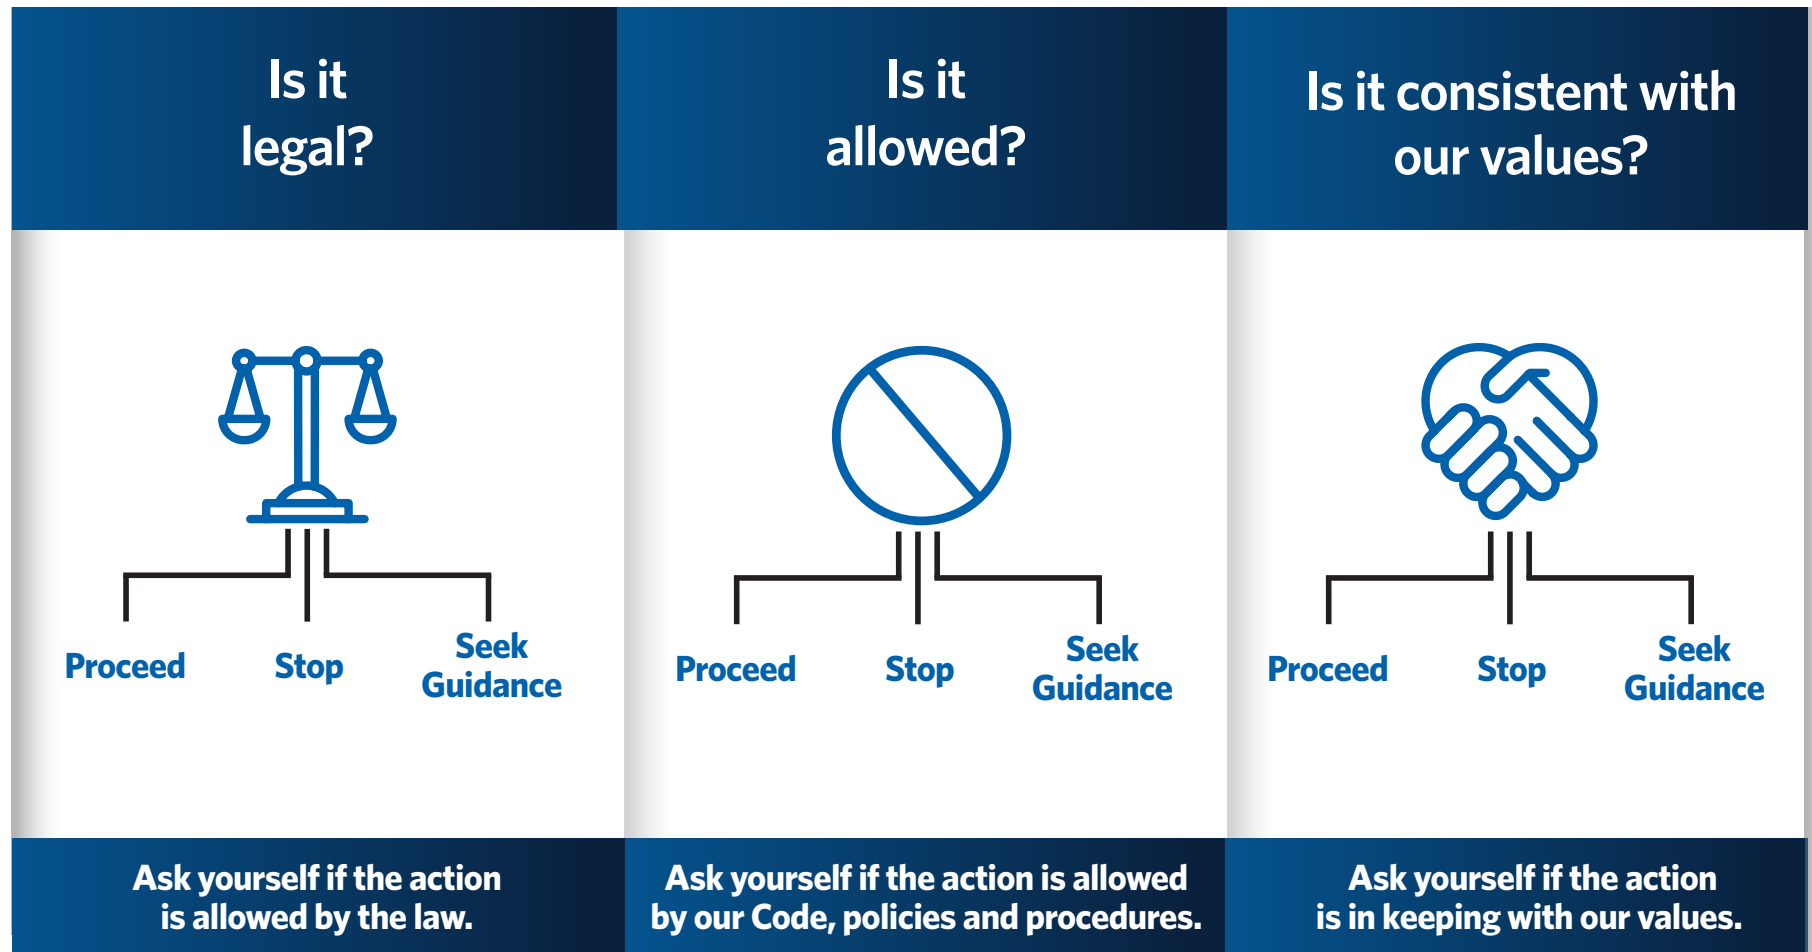 Is it
legal?
Proceed
Stop
Seek
Guidance
Ask yourself if the action
is allowed by the law.
Is it
allowed?
Proceed
Stop
Seek
Guidance
Ask yourself if the action is allowed
by our Code, policies and procedures.
Is it consistent with
our values?
Proceed
Stop
Seek
Guidance
Ask yourself if the action
is in keeping with our values.